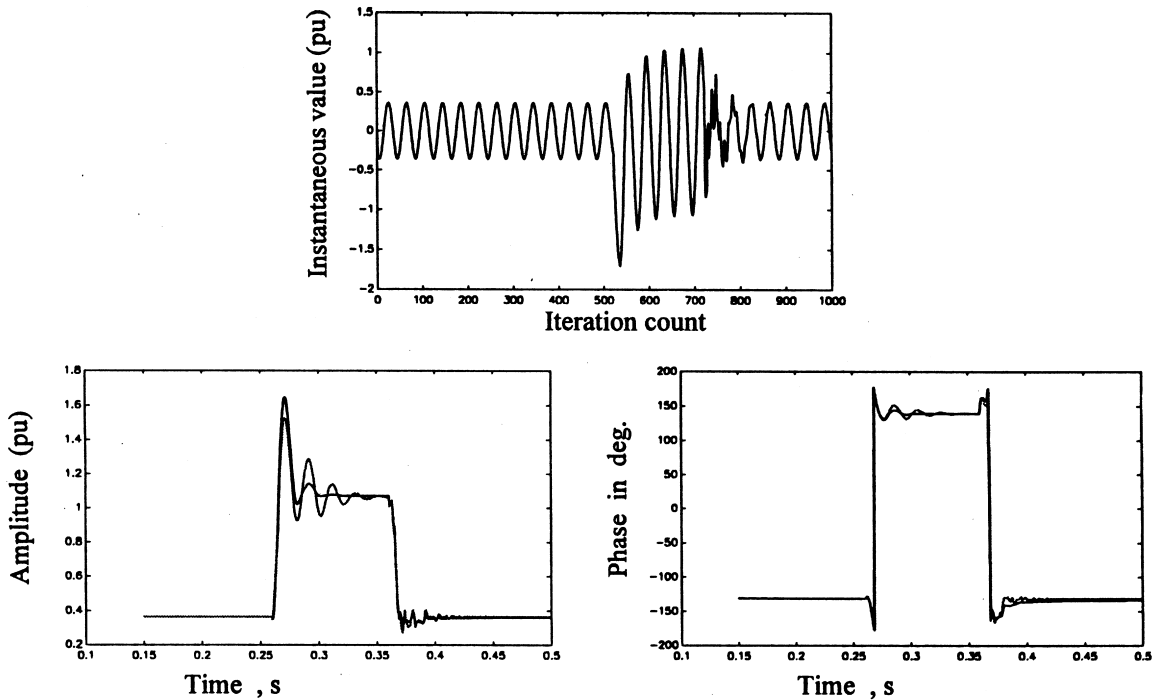 Instantaneous value (pu)
1.5
1
0.5
0
−0.5
−1
−1.5
−2
0 100 200 300 400 500 600 700 800 900 1000
Iteration count
Amplitude (pu)
1.8
1.6
1.4
1.2
1
0.8
0.6
0.4
0.2
0.1 0.15 0.2 0.25 0.3 0.35 0.4 0.45 0.5
Time , s
Phase in deg.
200
150
100
50
0
−50
−100
−150
−200
0.1 0.15 0.2 0.25 0.3 0.35 0.4 0.45 0.5
Time , s